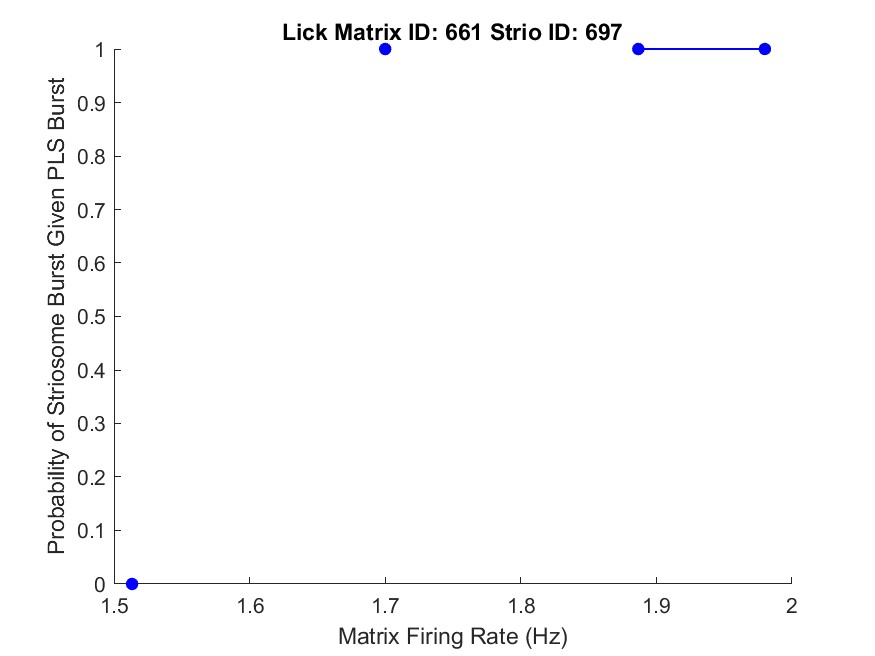 Lick Matrix ID: 661 Strio ID: 697
Probability of Striosome Burst Given PLS Burst
1
0.9
0.8
0.7
0.6
0.5
0.4
0.3
0.2
0.1
0
1.5 1.6 1.7 1.8 1.9 2
Matrix Firing Rate (Hz)